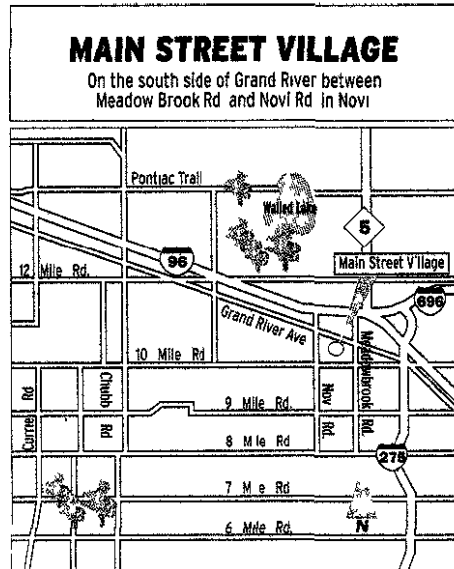 MAIN STREET VILLAGE
On the south side of Grand River between
Meadow Brook Rd and Novi Rd in Novi
Pontiac Trail
Walled Lake
5
Main Street Village
96
12 Mile Rd.
696
Grand River Ave
10 Mile Rd
Currie Rd
Chubb Rd
Nov Rd.
Meadowbrook Rd.
9 Mile Rd.
8 Mile Rd
275
7 M e Rd
6 Mile Rd.
N